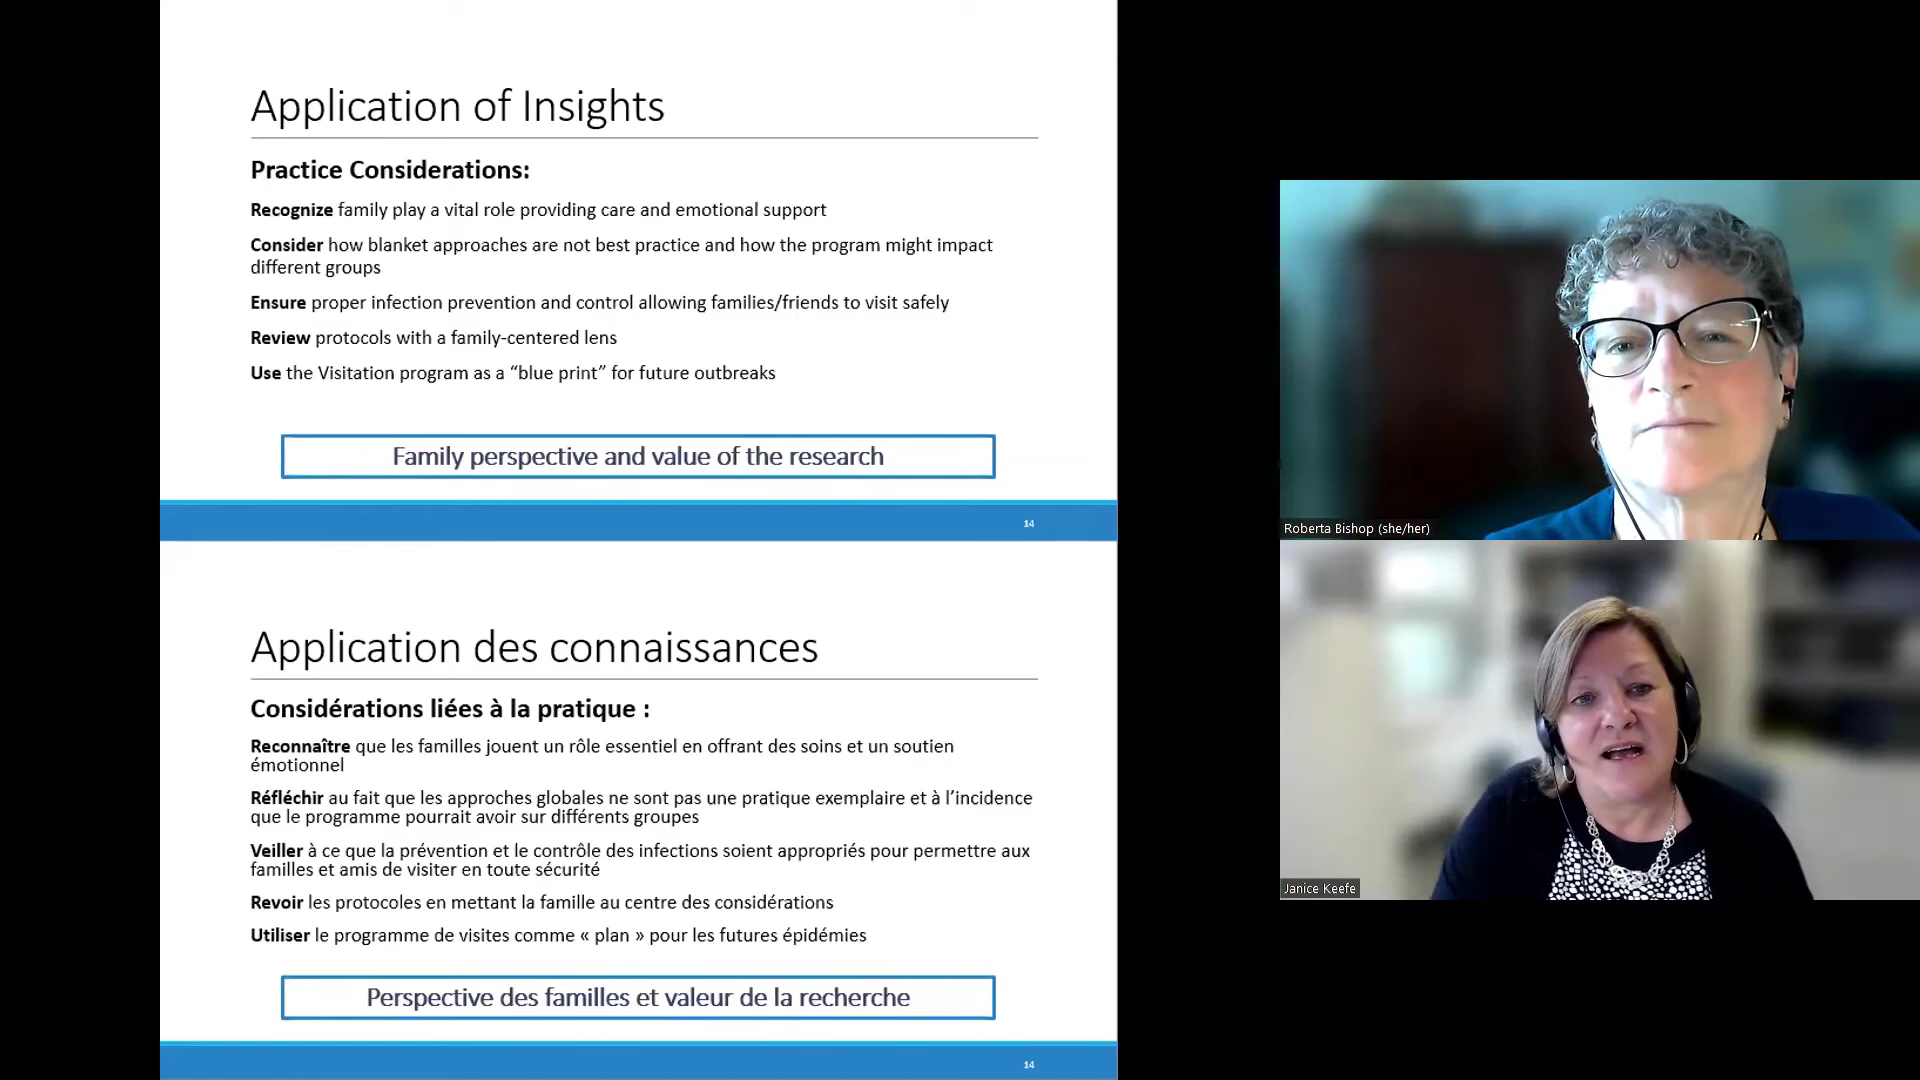 Application of Insights
Practice Considerations:
Recognize family play a vital role providing care and emotional support
Consider how blanket approaches are not best practice and how the program might impact
different groups
Ensure proper infection prevention and control allowing families/friends to visit safely
Review protocols with a family-centered lens
Use the Visitation program as a “blue print” for future outbreaks
Family perspective and value of the research
14
Application des connaissances
Considérations liées à la pratique :
Reconnaître que les familles jouent un rôle essentiel en offrant des soins et un soutien
émotionnel
Réfléchir au fait que les approches globales ne sont pas une pratique exemplaire et à l’incidence
que le programme pourrait avoir sur différents groupes
Veiller à ce que la prévention et le contrôle des infections soient appropriés pour permettre aux
familles et amis de visiter en toute sécurité
Revoir les protocoles en mettant la famille au centre des considérations
Utiliser le programme de visites comme « plan » pour les futures épidémies
Perspective des familles et valeur de la recherche
14
Roberta Bishop (she/her)
Janice Keefe